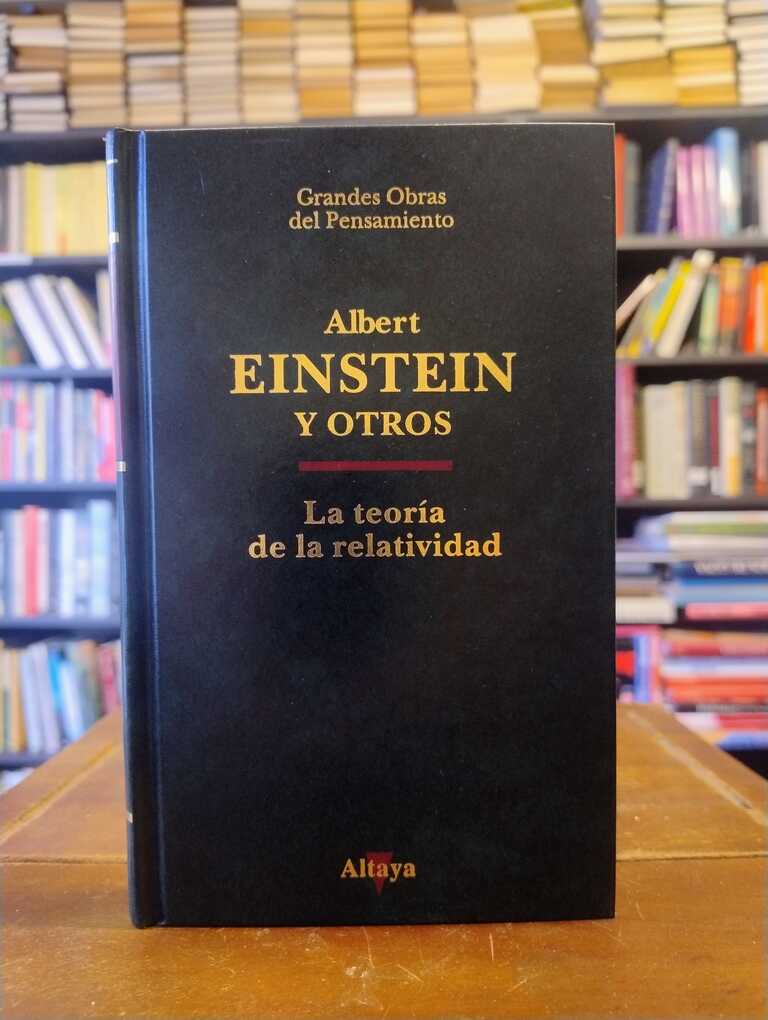 Grandes Obras
del Pensamiento
Albert
EINSTEIN
Y OTROS
La teoría
de la relatividad
Altaya